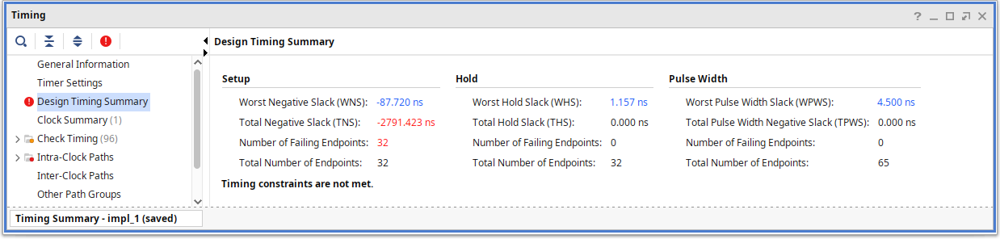 Timing
Design Timing Summary
General Information
Timer Settings
Design Timing Summary
Clock Summary (1)
Check Timing (96)
Intra-Clock Paths
Inter-Clock Paths
Other Path Groups
Setup Hold Pulse Width
Worst Negative Slack (WNS): -87.720 ns Worst Hold Slack (WHS): 1.157 ns Worst Pulse Width Slack (WPWS): 4.500 ns
Total Negative Slack (TNS): -2791.423 ns Total Hold Slack (THS): 0.000 ns Total Pulse Width Negative Slack (TPWS): 0.000 ns
Number of Failing Endpoints: 32 Number of Failing Endpoints: 0 Number of Failing Endpoints: 0
Total Number of Endpoints: 32 Total Number of Endpoints: 32 Total Number of Endpoints: 65
Timing constraints are not met.
Timing Summary - impl_1 (saved)